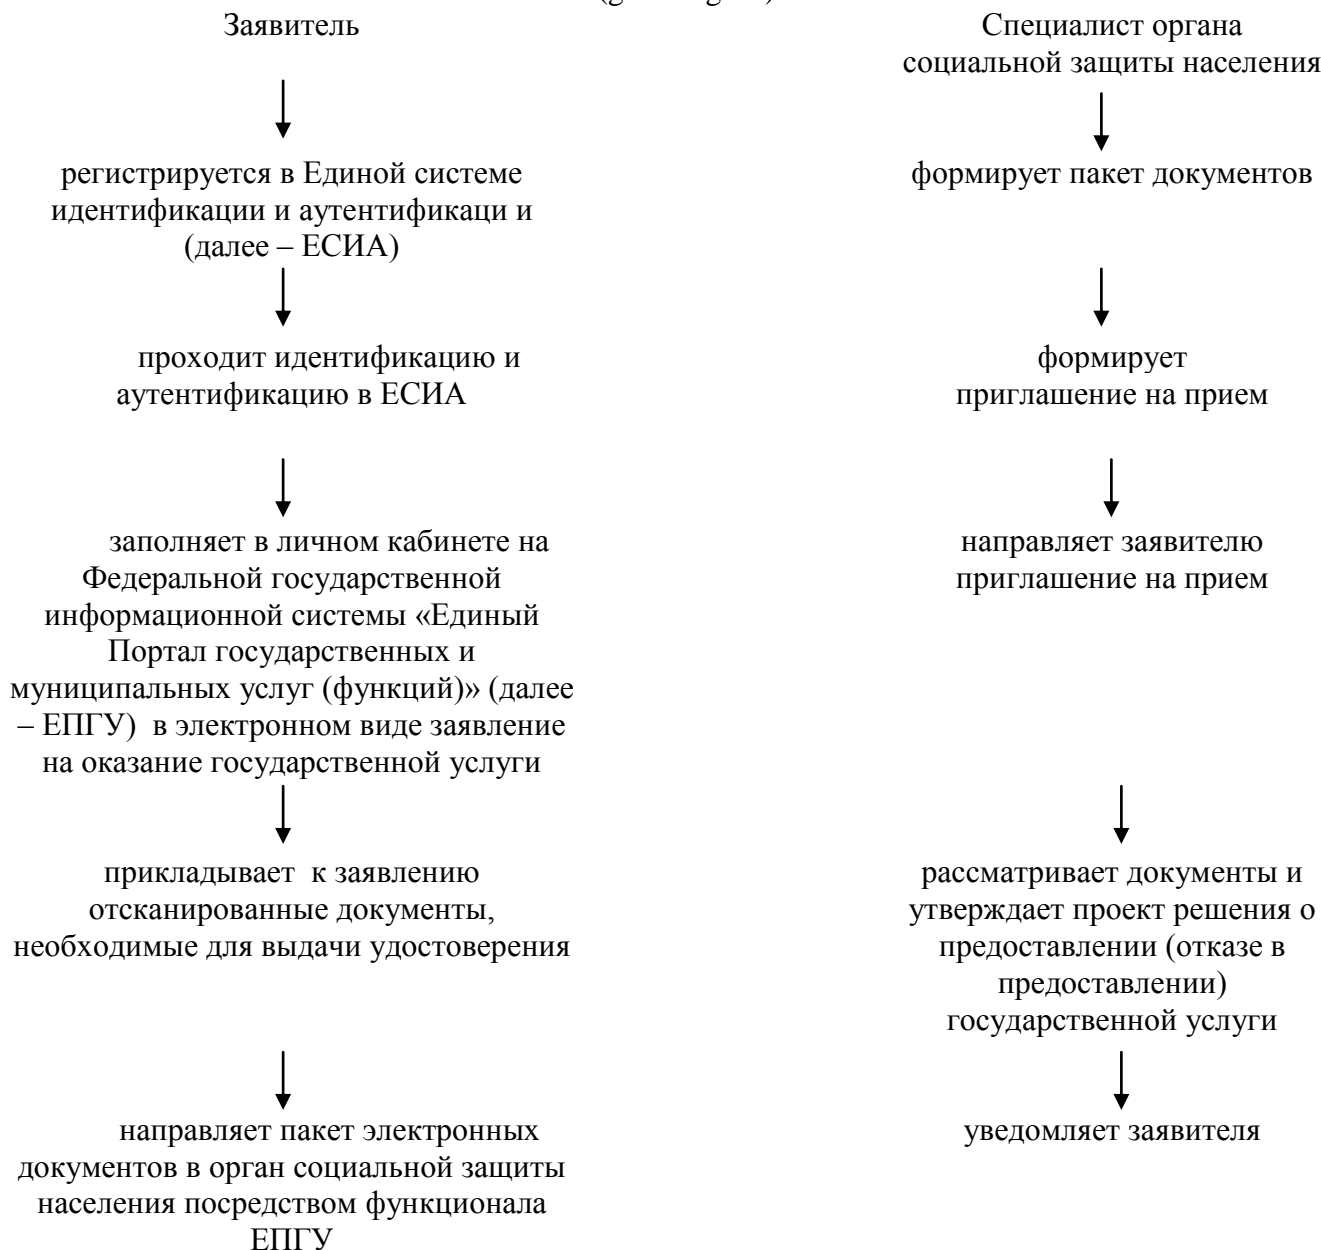 Заявитель
регистрируется в Единой системе
идентификации и аутентификаци и
(далее – ЕСИА)
проходит идентификацию и
аутентификацию в ЕСИА
заполняет в личном кабинете на
Федеральной государственной
информационной системы «Единый
Портал государственных и
муниципальных услуг (функций)» (далее
– ЕПГУ)  в электронном виде заявление
на оказание государственной услуги
прикладывает  к заявлению
отсканированные документы,
необходимые для выдачи удостоверения
направляет пакет электронных
документов в орган социальной защиты
населения посредством функционала
ЕПГУ
Специалист органа
социальной защиты населения
формирует пакет документов
формирует
приглашение на прием
направляет заявителю
приглашение на прием
рассматривает документы и
утверждает проект решения о
предоставлении (отказе в
предоставлении)
государственной услуги
уведомляет заявителя